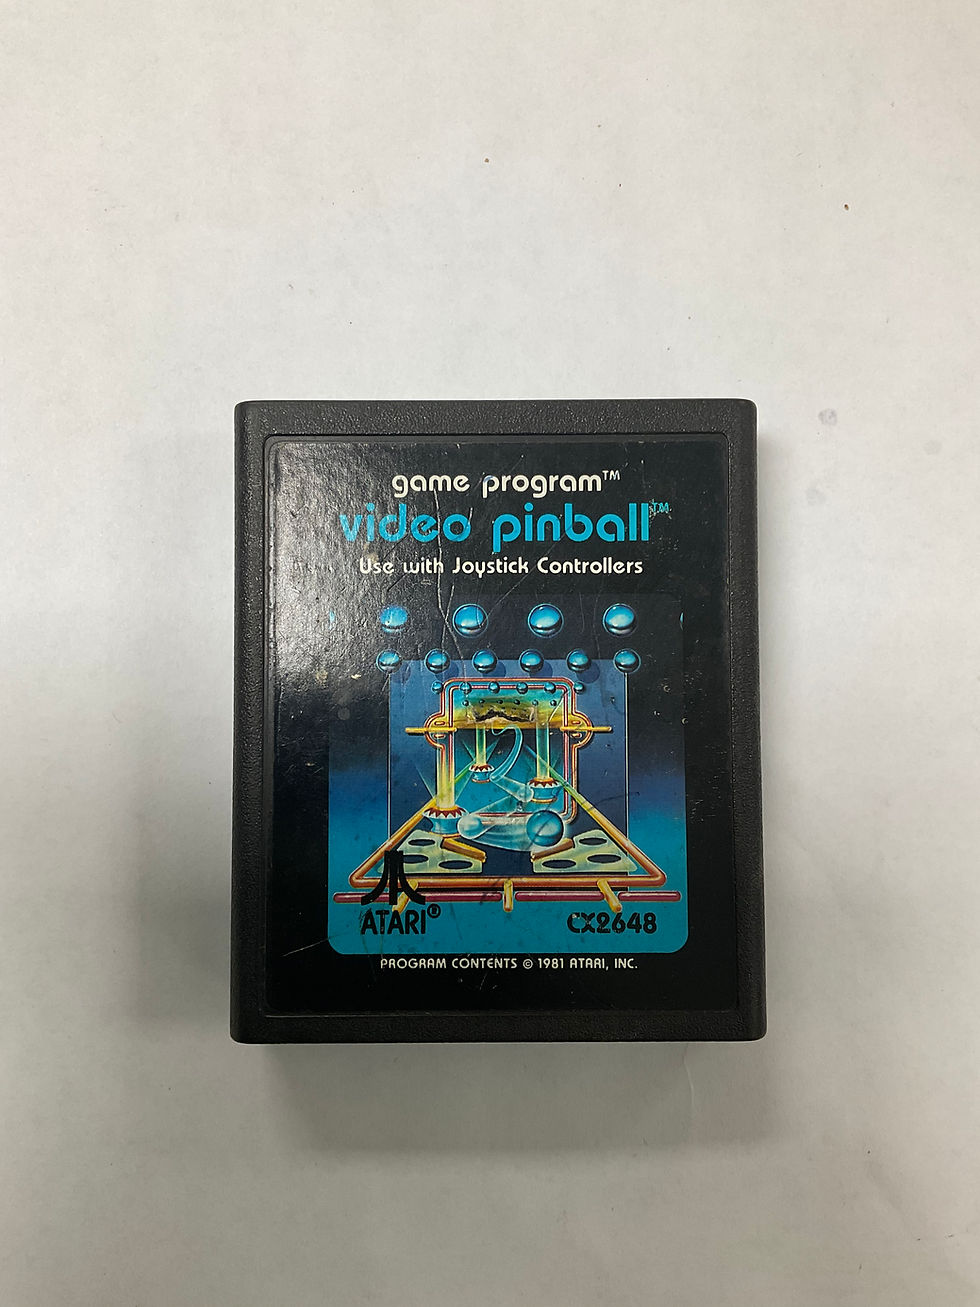 game program™
video pinball™
Use with Joystick Controllers
ATARI® CX2648
PROGRAM CONTENTS © 1981 ATARI, INC.